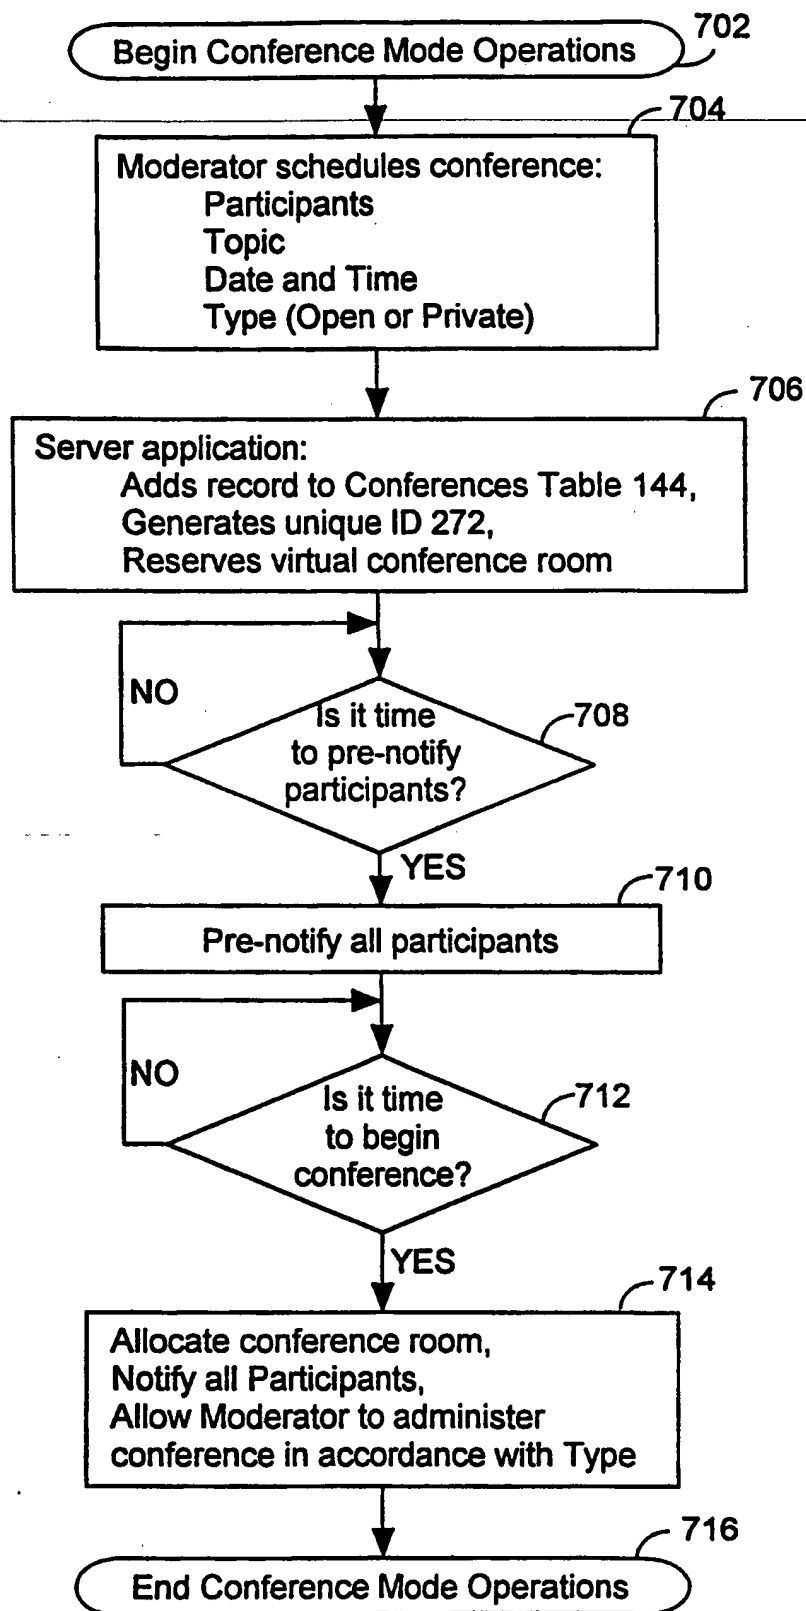 702
Begin Conference Mode Operations
704
Moderator schedules conference:
Participants
Topic
Date and Time
Type (Open or Private)
706
Server application:
Adds record to Conferences Table 144,
Generates unique ID 272,
Reserves virtual conference room
NO
708
Is it time
to pre-notify
participants?
YES
710
Pre-notify all participants
NO
712
Is it time
to begin
conference?
YES
714
Allocate conference room,
Notify all Participants,
Allow Moderator to administer
conference in accordance with Type
716
End Conference Mode Operations